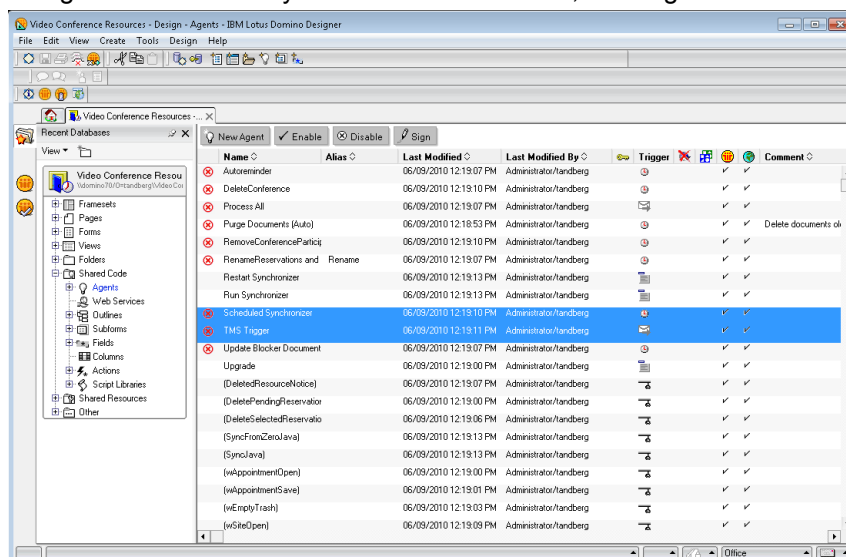 Video Conference Resources - Design - Agents - IBM Lotus Domino Designer
File Edit View Create Tools Design Help
Video Conference Resources -...
Recent Databases
New Agent Enable Disable Sign
View
Name Alias Last Modified Last Modified By Trigger Comment
Video Conference Resou
Autoreminder 06/09/2010 12:19:07 PM Administrator/tandberg
DeleteConference 06/09/2010 12:19:10 PM Administrator/tandberg
Framesets
Process All 06/09/2010 12:19:07 PM Administrator/tandberg
Pages
Purge Documents (Auto) 06/09/2010 12:18:53 PM Administrator/tandberg Delete documents ol
Forms
Views
RemoveConferenceParticip 06/09/2010 12:19:10 PM Administrator/tandberg
Folders
RenameReservations and Rename 06/09/2010 12:19:07 PM Administrator/tandberg
Shared Code
Restart Synchronizer 06/09/2010 12:19:13 PM Administrator/tandberg
Agents
Run Synchronizer 06/09/2010 12:19:13 PM Administrator/tandberg
Web Services
Outlines
Scheduled Synchronizer 06/09/2010 12:19:10 PM Administrator/tandberg
Subforms
TMS Trigger 06/09/2010 12:19:11 PM Administrator/tandberg
Fields
Update Blocker Document 06/09/2010 12:19:07 PM Administrator/tandberg
Columns
Upgrade 06/09/2010 12:19:00 PM Administrator/tandberg
Actions
Script Libraries
(DeletedResourceNotice) 06/09/2010 12:19:07 PM Administrator/tandberg
Shared Resources
(DeletePendingReservation 06/09/2010 12:19:00 PM Administrator/tandberg
Other
(DeleteSelectedReservatio 06/09/2010 12:19:06 PM Administrator/tandberg
(SyncFromZeroJava) 06/09/2010 12:19:13 PM Administrator/tandberg
(SyncJava) 06/09/2010 12:19:13 PM Administrator/tandberg
(wAppointmentOpen) 06/09/2010 12:19:00 PM Administrator/tandberg
(wAppointmentSave) 06/09/2010 12:19:01 PM Administrator/tandberg
(wEmptyTrash) 06/09/2010 12:19:03 PM Administrator/tandberg
(wSiteOpen) 06/09/2010 12:19:09 PM Administrator/tandberg
Office